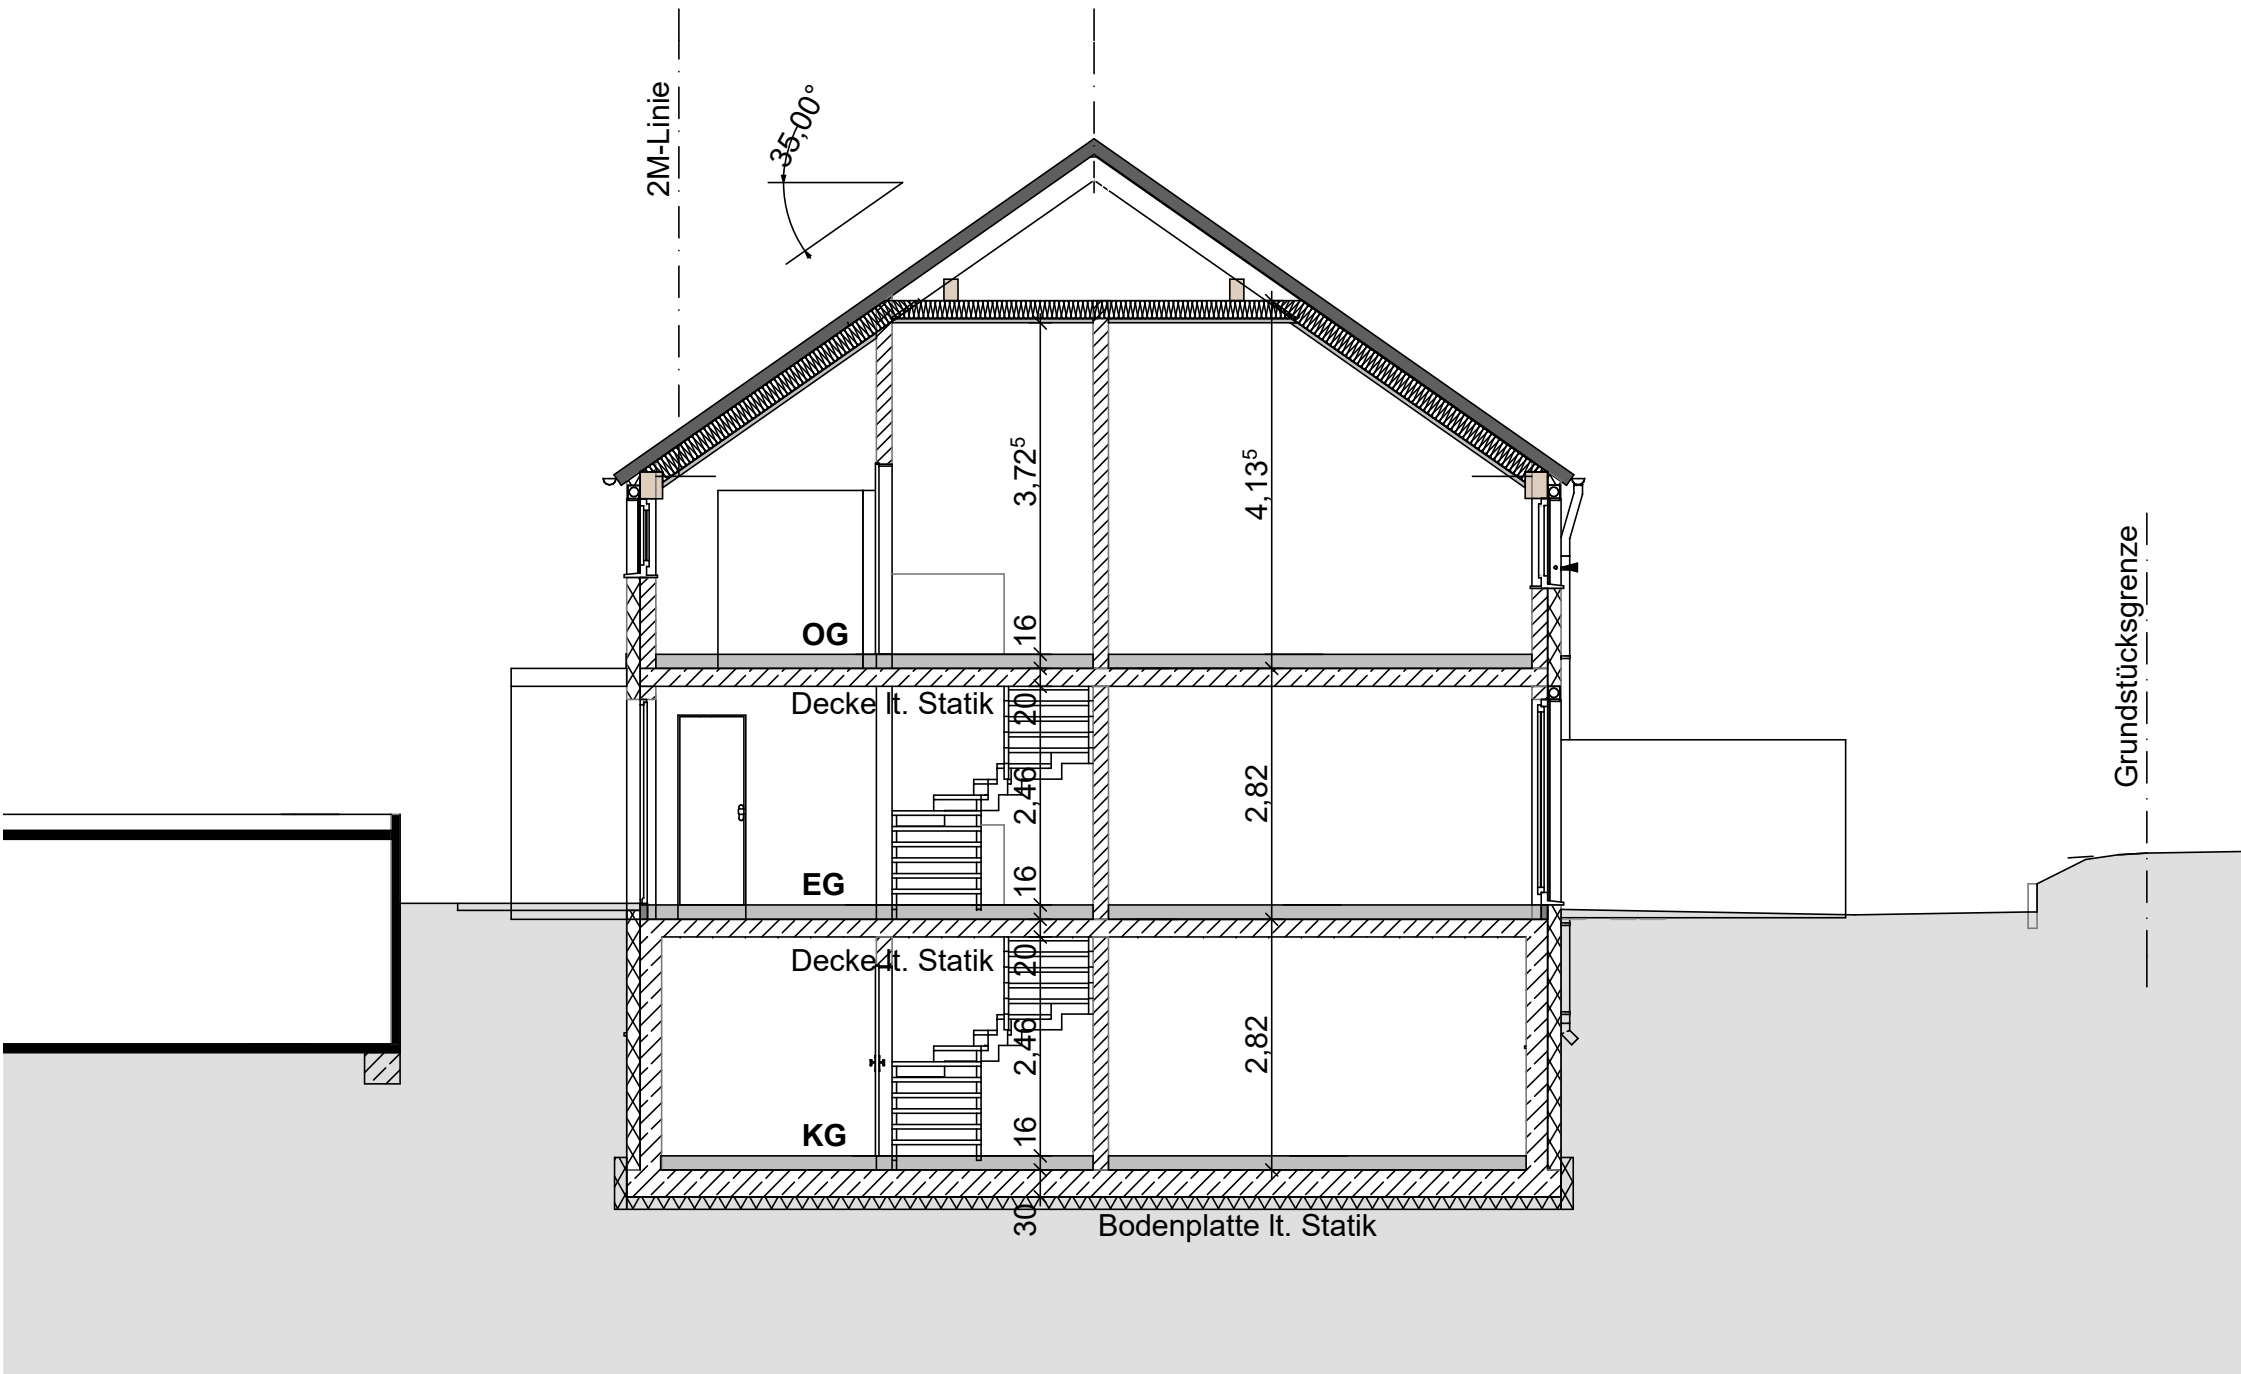 2M-Linie
35,00°
3,72⁵
4,13⁵
Grundstücksgrenze
16
OG
Decke lt. Statik
20
2,46
2,82
16
EG
Decke lt. Statik
20
2,46
2,82
16
KG
30
Bodenplatte lt. Statik